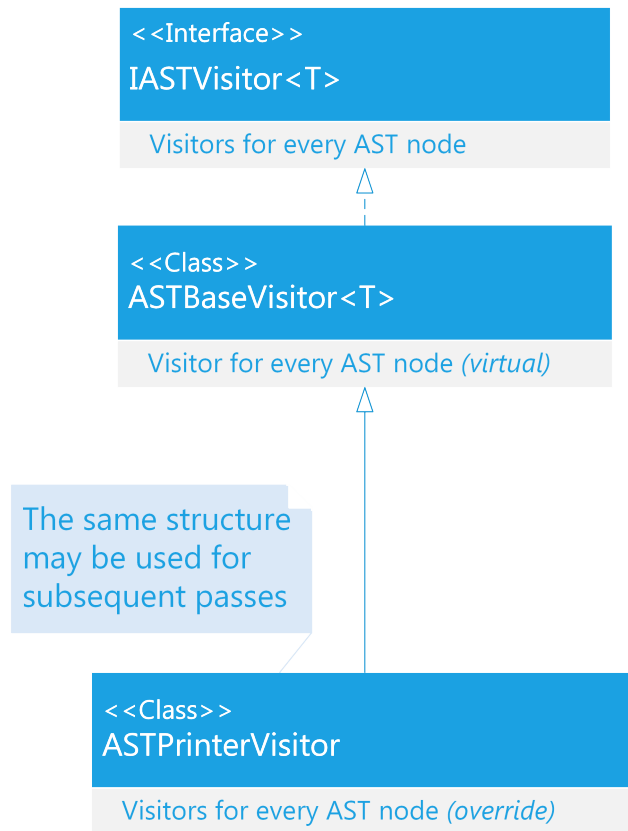 <<Interface>>
IASTVisitor<T>
Visitors for every AST node
<<Class>>
ASTBaseVisitor<T>
Visitor for every AST node (virtual)
The same structure
may be used for
subsequent passes
<<Class>>
ASTPrinterVisitor
Visitors for every AST node (override)